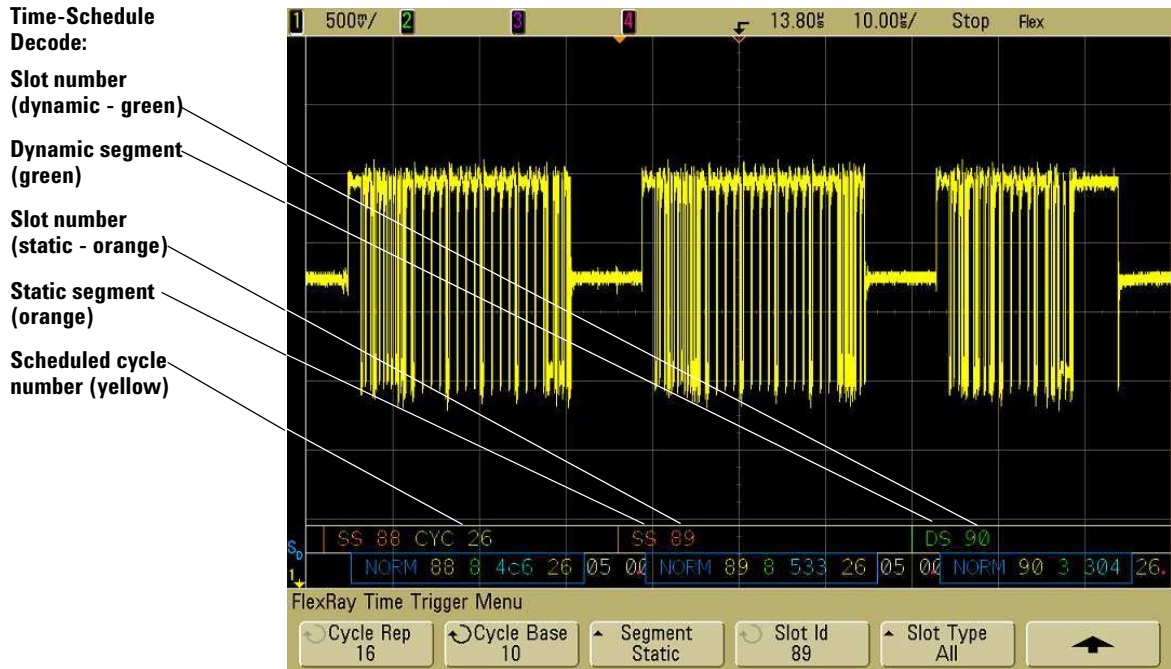 Time-Schedule
Decode:
Slot number
(dynamic - green)
Dynamic segment
(green)
Slot number
(static - orange)
Static segment
(orange)
Scheduled cycle
number (yellow)
1 500㎷/ 2 3 4 13.80㎲ 10.00㎲/ Stop Flex
SS 88 CYC 26 SS 89 DS 90
NORM 88 8 4c6 26 05 00 NORM 89 8 533 26 05 00 NORM 90 3 304 26
FlexRay Time Trigger Menu
Cycle Rep
16
Cycle Base
10
Segment
Static
Slot Id
89
Slot Type
All